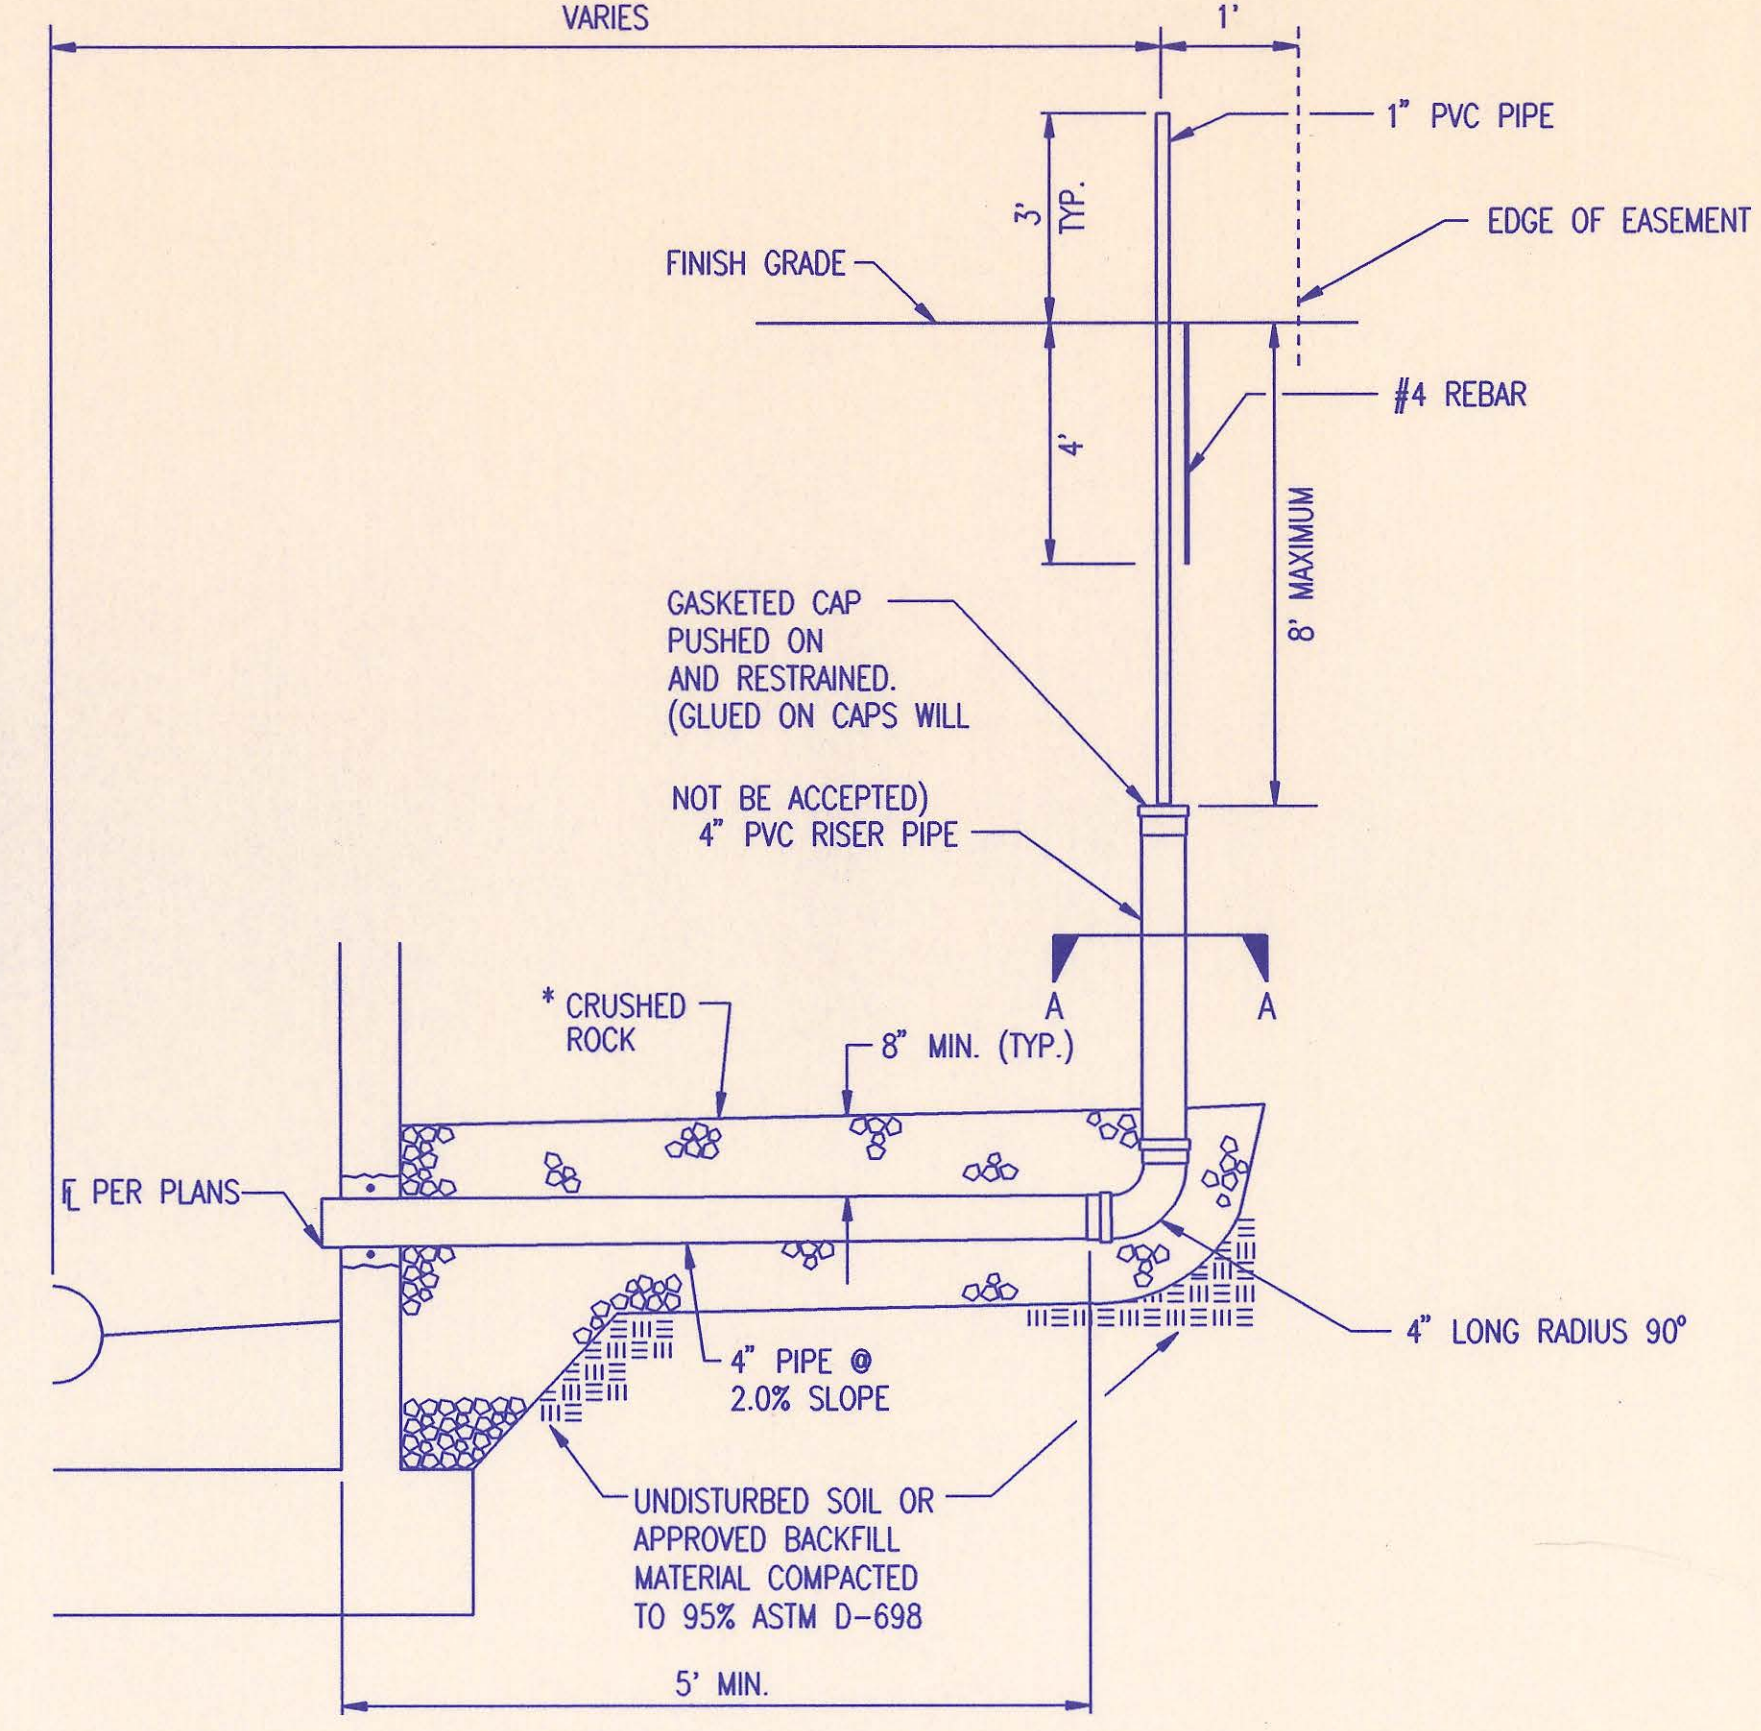 VARIES
1'
1" PVC PIPE
3'
TYP.
EDGE OF EASEMENT
FINISH GRADE
#4 REBAR
4'
8' MAXIMUM
GASKETED CAP
PUSHED ON
AND RESTRAINED.
(GLUED ON CAPS WILL
NOT BE ACCEPTED)
4" PVC RISER PIPE
A
A
* CRUSHED
ROCK
8" MIN. (TYP.)
FL PER PLANS
4" LONG RADIUS 90°
4" PIPE @
2.0% SLOPE
UNDISTURBED SOIL OR
APPROVED BACKFILL
MATERIAL COMPACTED
TO 95% ASTM D-698
5' MIN.